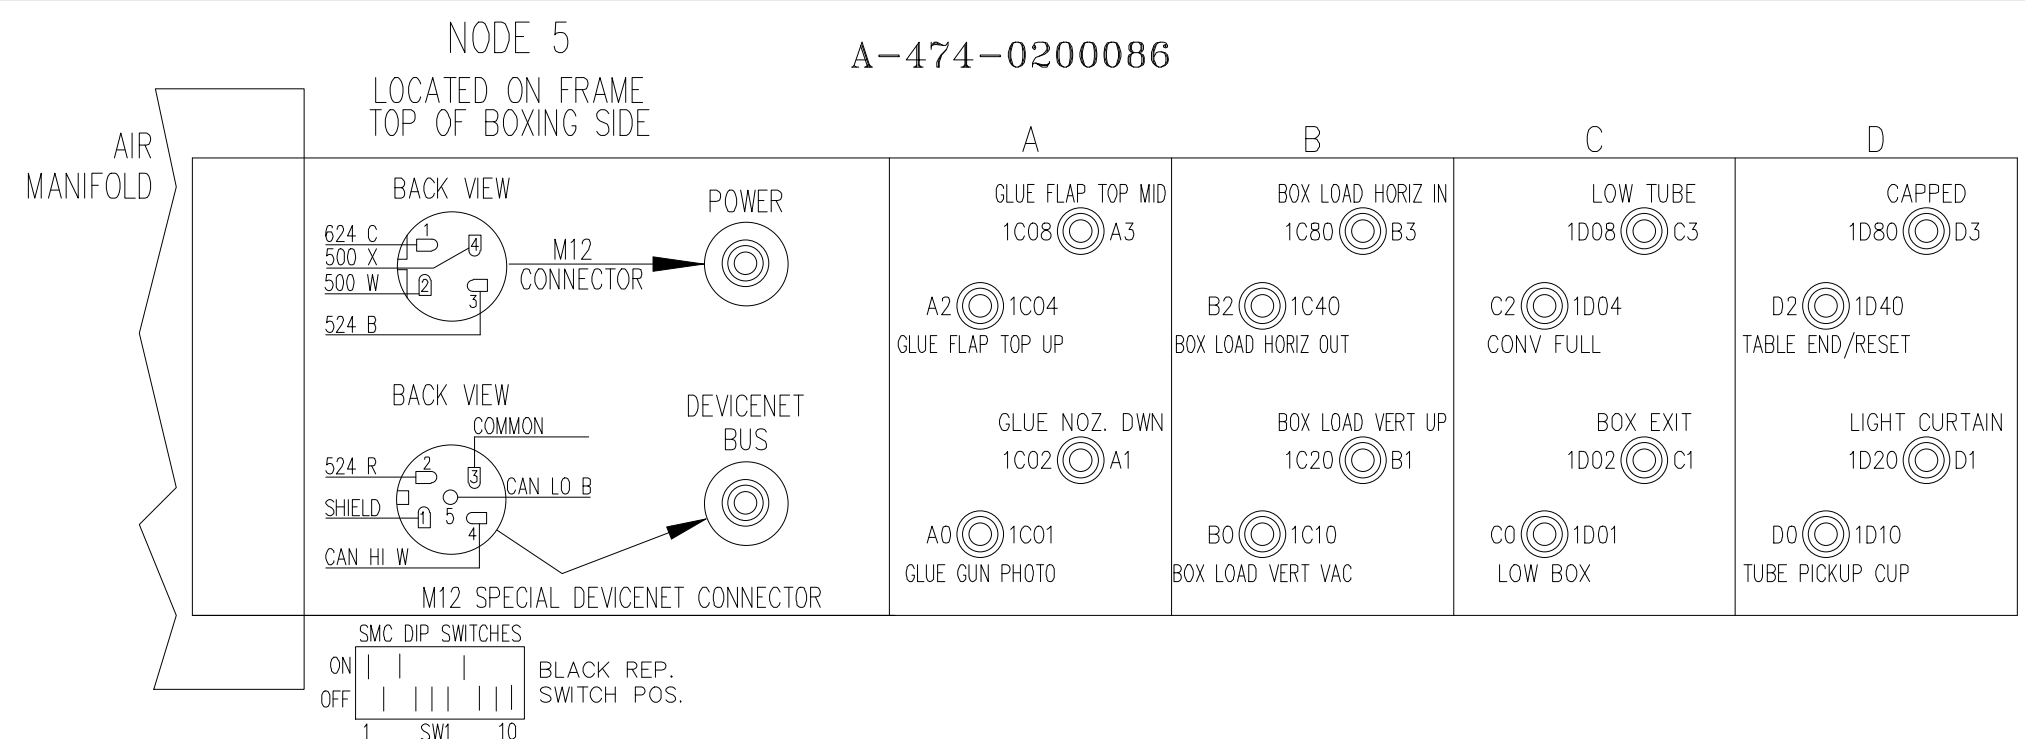 NODE 5
A-474-0200086
LOCATED ON FRAME
TOP OF BOXING SIDE
AIR
MANIFOLD
A
B
C
D
BACK VIEW
624 C
500 X
500 W
524 B
1
4
2
3
M12
CONNECTOR
POWER
BACK VIEW
COMMON
524 R
SHIELD
CAN HI W
2
3
1
5
4
CAN LO B
DEVICENET
BUS
M12 SPECIAL DEVICENET CONNECTOR
GLUE FLAP TOP MID
1C08 A3
A2 1C04
GLUE FLAP TOP UP
GLUE NOZ. DWN
1C02 A1
A0 1C01
GLUE GUN PHOTO
BOX LOAD HORIZ IN
1C80 B3
B2 1C40
BOX LOAD HORIZ OUT
BOX LOAD VERT UP
1C20 B1
B0 1C10
BOX LOAD VERT VAC
LOW TUBE
1D08 C3
C2 1D04
CONV FULL
BOX EXIT
1D02 C1
C0 1D01
LOW BOX
CAPPED
1D80 D3
D2 1D40
TABLE END/RESET
LIGHT CURTAIN
1D20 D1
D0 1D10
TUBE PICKUP CUP
SMC DIP SWITCHES
ON
OFF
1 SW1 10
BLACK REP.
SWITCH POS.